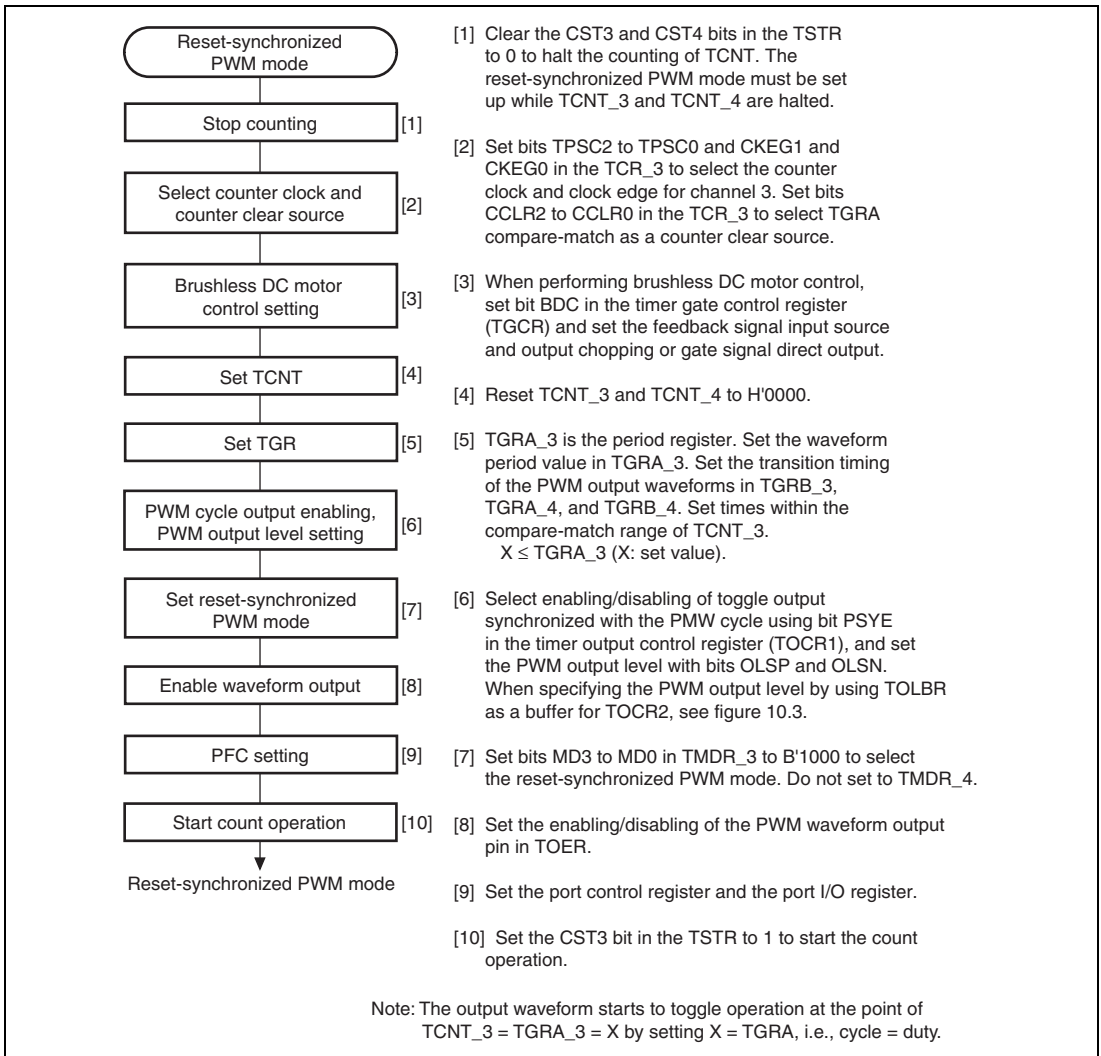 Reset-synchronized
PWM mode
Stop counting
[1]
Select counter clock and
counter clear source
[2]
Brushless DC motor
control setting
[3]
Set TCNT
[4]
Set TGR
[5]
PWM cycle output enabling,
PWM output level setting
[6]
Set reset-synchronized
PWM mode
[7]
Enable waveform output
[8]
PFC setting
[9]
Start count operation
[10]
Reset-synchronized PWM mode
[1] Clear the CST3 and CST4 bits in the TSTR
to 0 to halt the counting of TCNT. The
reset-synchronized PWM mode must be set
up while TCNT_3 and TCNT_4 are halted.
[2] Set bits TPSC2 to TPSC0 and CKEG1 and
CKEG0 in the TCR_3 to select the counter
clock and clock edge for channel 3. Set bits
CCLR2 to CCLR0 in the TCR_3 to select TGRA
compare-match as a counter clear source.
[3] When performing brushless DC motor control,
set bit BDC in the timer gate control register
(TGCR) and set the feedback signal input source
and output chopping or gate signal direct output.
[4] Reset TCNT_3 and TCNT_4 to H'0000.
[5] TGRA_3 is the period register. Set the waveform
period value in TGRA_3. Set the transition timing
of the PWM output waveforms in TGRB_3,
TGRA_4, and TGRB_4. Set times within the
compare-match range of TCNT_3.
X ≤ TGRA_3 (X: set value).
[6] Select enabling/disabling of toggle output
synchronized with the PMW cycle using bit PSYE
in the timer output control register (TOCR1), and set
the PWM output level with bits OLSP and OLSN.
When specifying the PWM output level by using TOLBR
as a buffer for TOCR2, see figure 10.3.
[7] Set bits MD3 to MD0 in TMDR_3 to B'1000 to select
the reset-synchronized PWM mode. Do not set to TMDR_4.
[8] Set the enabling/disabling of the PWM waveform output
pin in TOER.
[9] Set the port control register and the port I/O register.
[10] Set the CST3 bit in the TSTR to 1 to start the count
operation.
Note: The output waveform starts to toggle operation at the point of
TCNT_3 = TGRA_3 = X by setting X = TGRA, i.e., cycle = duty.